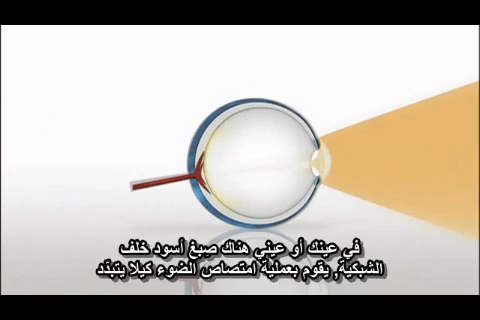 في عينك أو عيني هناك صبغ أسود خلف
الشبكية, يقوم بعملية امتصاص الضوء كيلا يتبدد